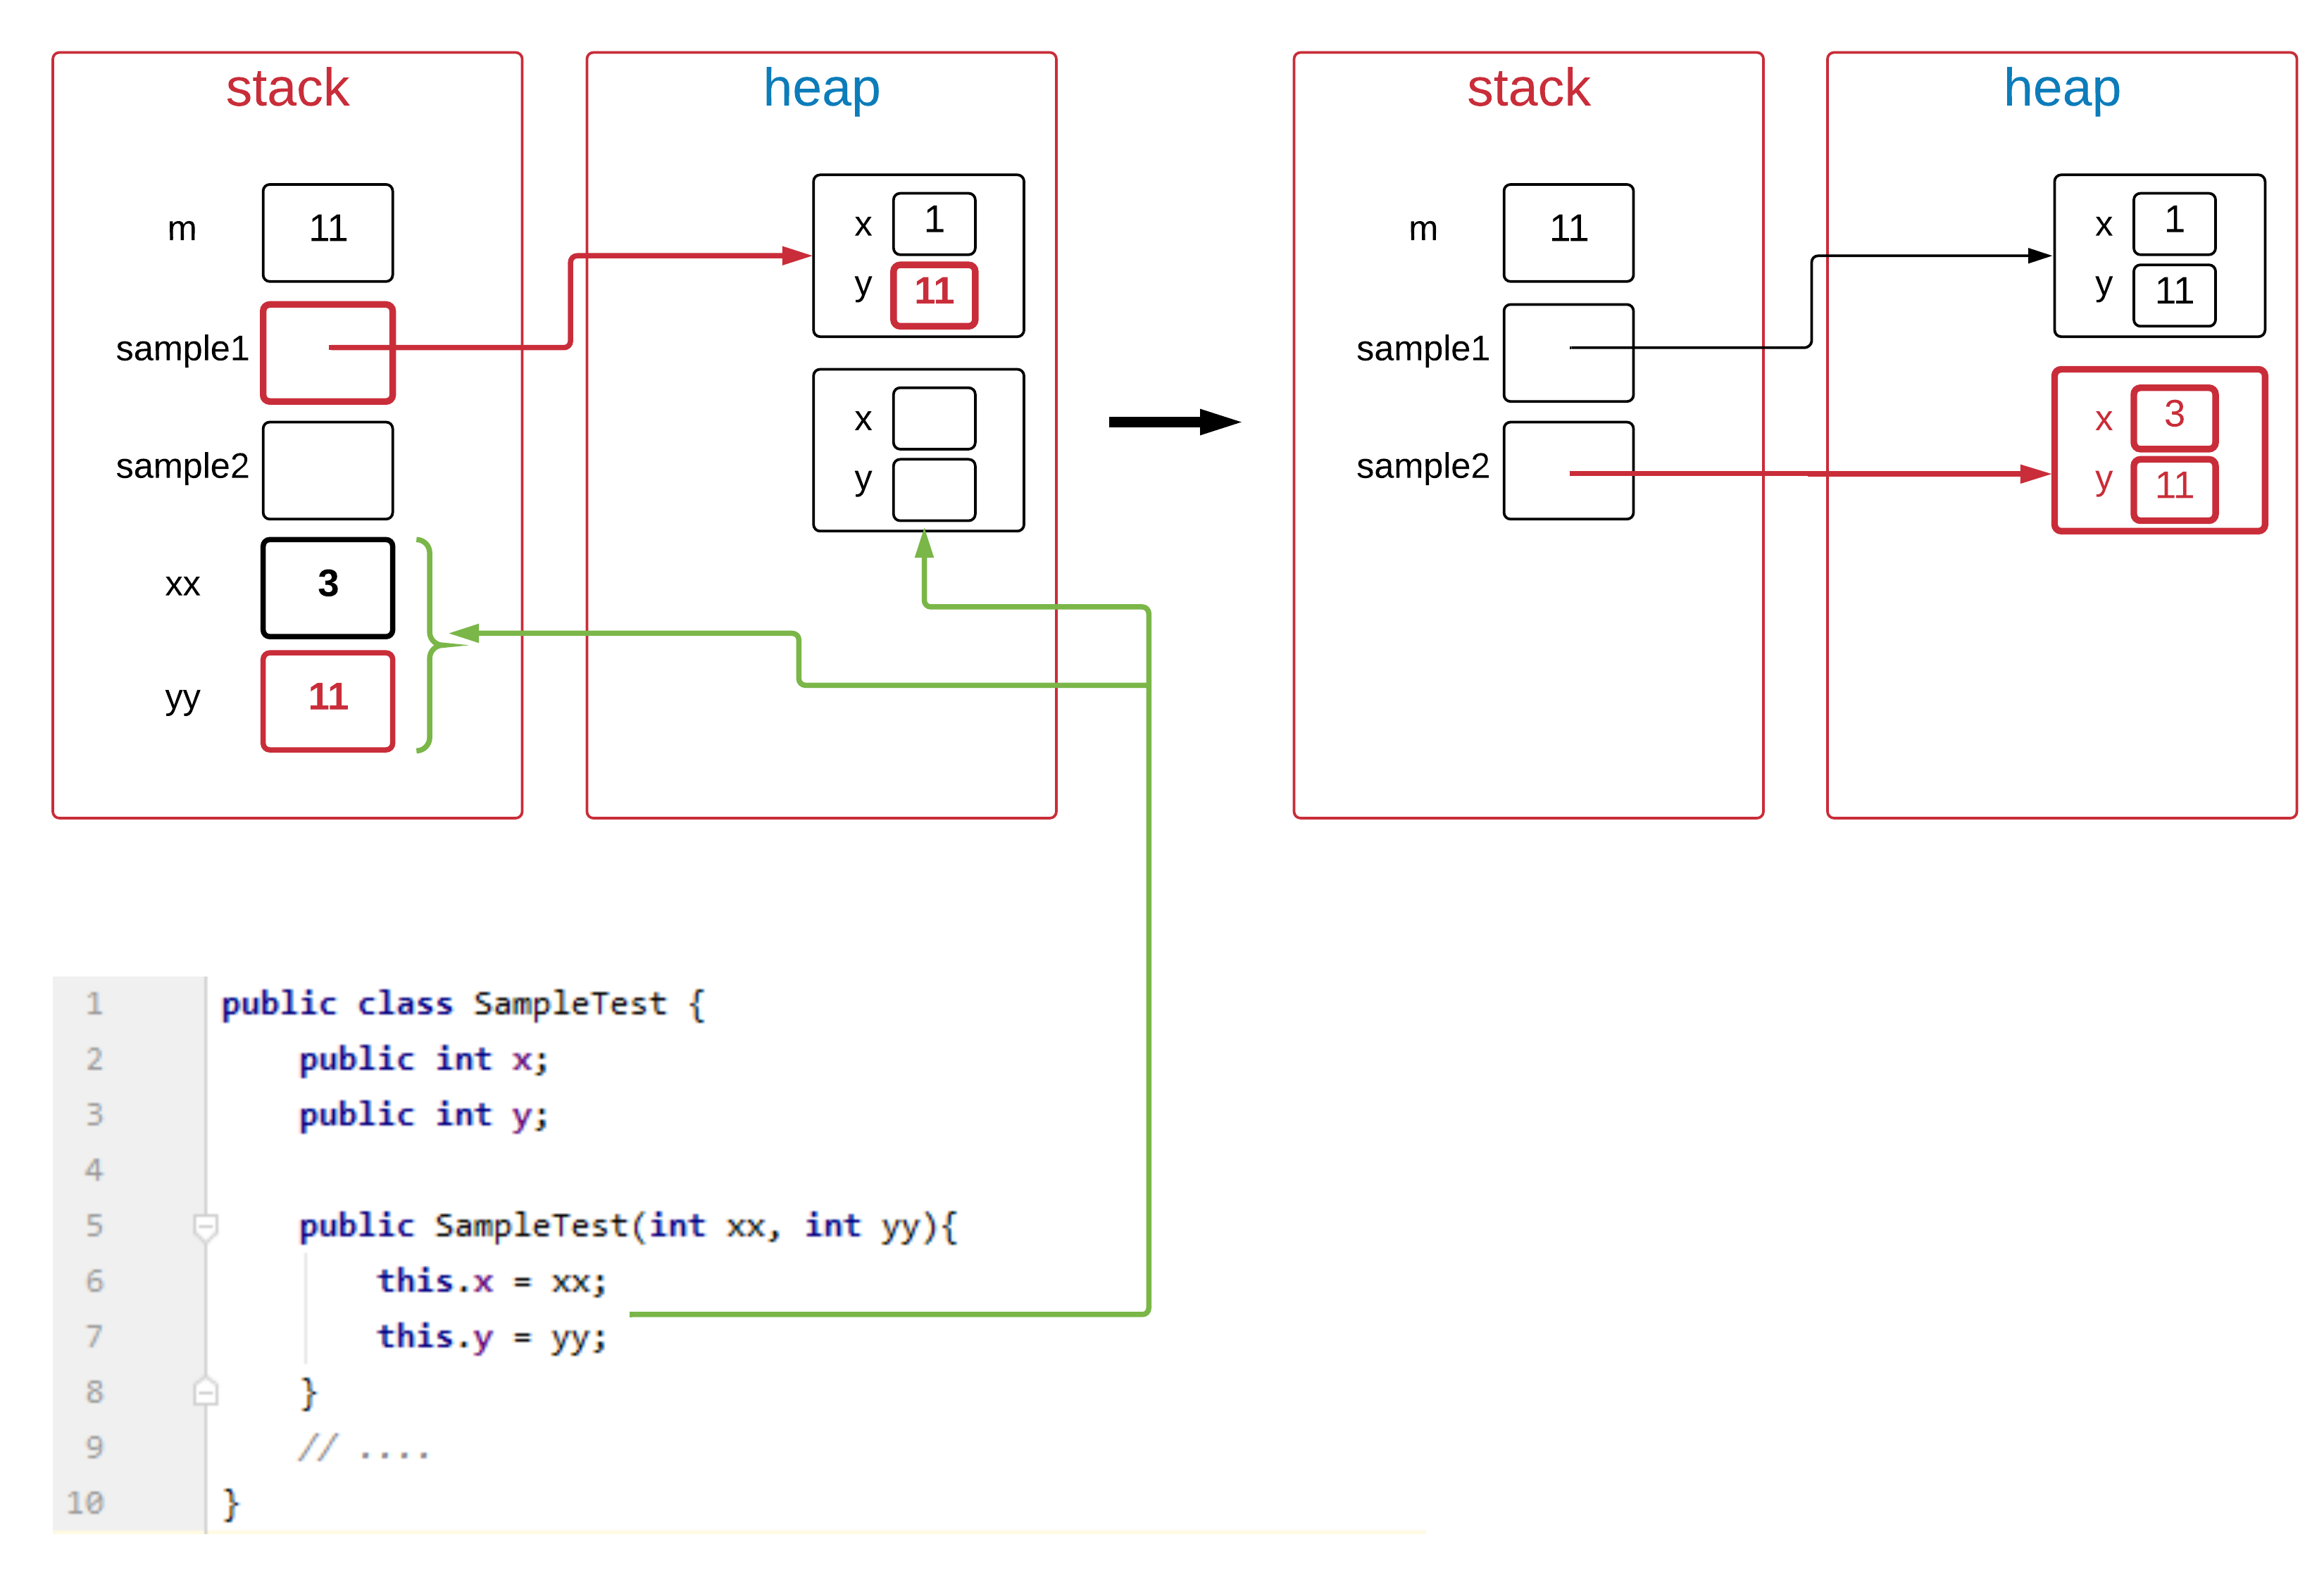 stack
m 11
sample1
sample2
xx 3
yy 11
heap
x 1
y 11
x
y
stack
m 11
sample1
sample2
heap
x 1
y 11
x 3
y 11
1 public class SampleTest {
2 public int x;
3 public int y;
4
5 public SampleTest(int xx, int yy){
6 this.x = xx;
7 this.y = yy;
8 }
9 // ....
10 }